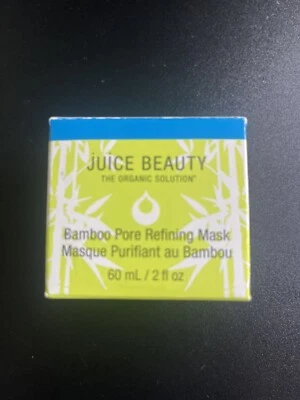 JUICE BEAUTY
THE ORGANIC SOLUTION®
Bamboo Pore Refining Mask
Masque Purifiant au Bambou
60 mL / 2 fl oz